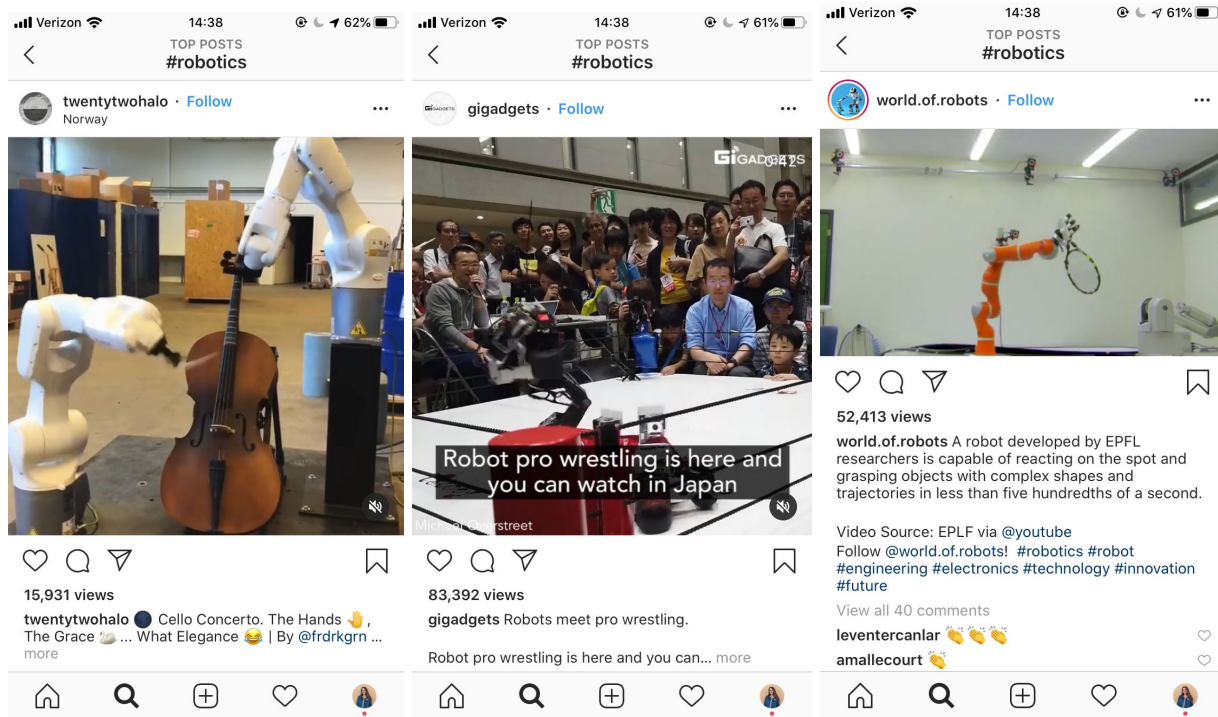 Verizon 14:38 62%
TOP POSTS
#robotics
twentytwohalo · Follow
Norway
15,931 views
twentytwohalo 🌑 Cello Concerto. The Hands 🤚,
The Grace 🦢 ... What Elegance 😂 | By @frdrkgrn ...
more
Verizon 14:38 61%
TOP POSTS
#robotics
GIGADGETS
gigadgets · Follow
GIGADGETS
0:42
Robot pro wrestling is here and
you can watch in Japan
Michael Overstreet
83,392 views
gigadgets Robots meet pro wrestling.
Robot pro wrestling is here and you can... more
Verizon 14:38 61%
TOP POSTS
#robotics
world.of.robots · Follow
52,413 views
world.of.robots A robot developed by EPFL
researchers is capable of reacting on the spot and
grasping objects with complex shapes and
trajectories in less than five hundredths of a second.
Video Source: EPLF via @youtube
Follow @world.of.robots! #robotics #robot
#engineering #electronics #technology #innovation
#future
View all 40 comments
leventercanlar 👏👏👏
amallecourt 👏